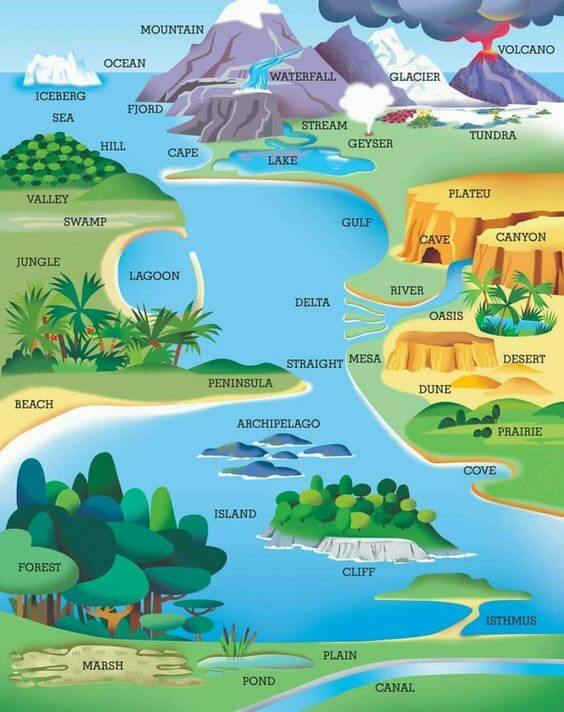 MOUNTAIN
OCEAN
VOLCANO
WATERFALL
GLACIER
ICEBERG
FJORD
SEA
STREAM
TUNDRA
GEYSER
HILL
CAPE
LAKE
VALLEY
PLATEU
SWAMP
GULF
CAVE
CANYON
JUNGLE
LAGOON
RIVER
DELTA
OASIS
STRAIGHT
MESA
DESERT
PENINSULA
DUNE
BEACH
ARCHIPELAGO
PRAIRIE
COVE
ISLAND
FOREST
CLIFF
ISTHMUS
PLAIN
MARSH
POND
CANAL